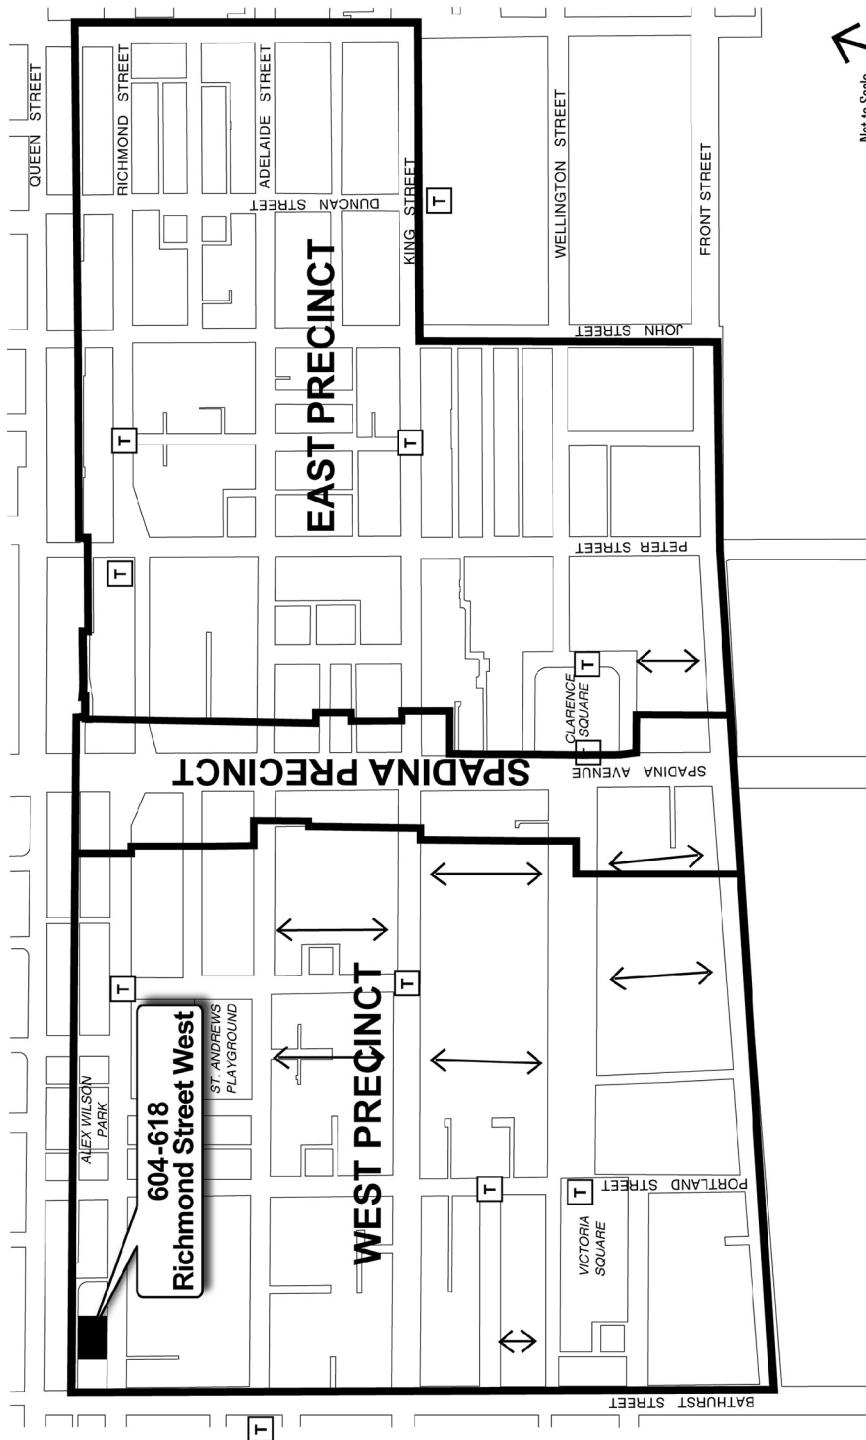 QUEEN STREET
RICHMOND STREET
ADELAIDE STREET
DUNCAN STREET
KING STREET
T
WELLINGTON STREET
FRONT STREET
JOHN STREET
Not to Scale
EAST PRECINCT
T
T
T
PETER STREET
T
CLARENCE
SQUARE
T
SPADINA PRECINCT
SPADINA AVENUE
T
T
ALEX WILSON
PARK
604-618
Richmond Street West
ST. ANDREWS
PLAYGROUND
WEST PRECINCT
T
T
PORTLAND STREET
VICTORIA
SQUARE
BATHURST STREET
T